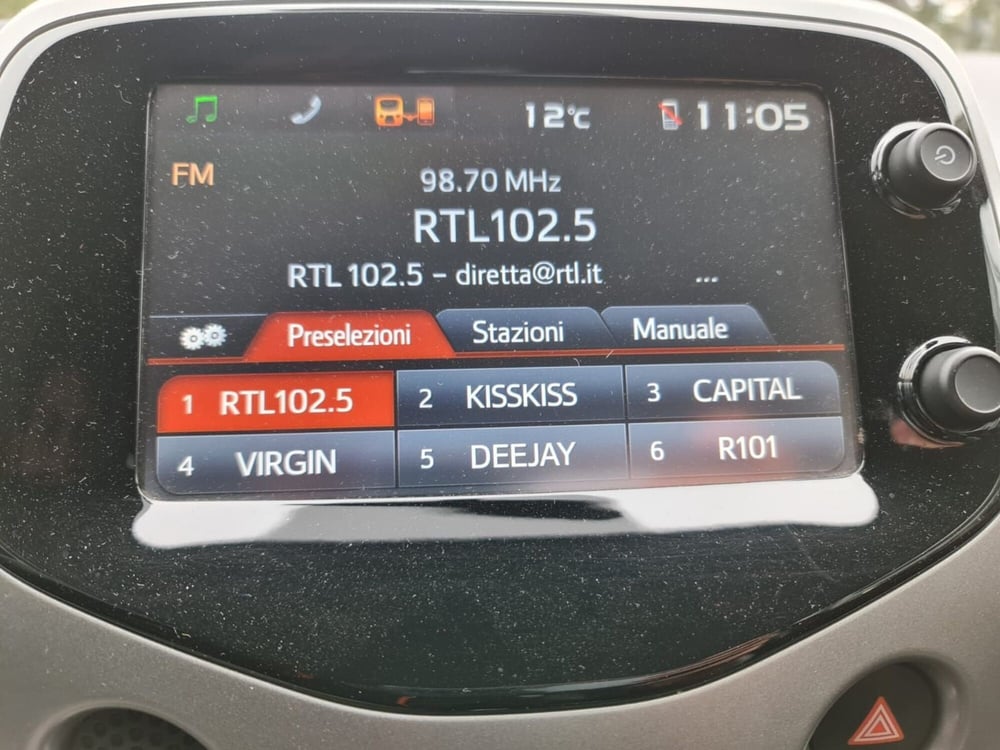 12°C 11:05
FM
98.70 MHz
RTL102.5
RTL 102.5 - diretta@rtl.it ...
Preselezioni Stazioni Manuale
1 RTL102.5 2 KISSKISS 3 CAPITAL
4 VIRGIN 5 DEEJAY 6 R101